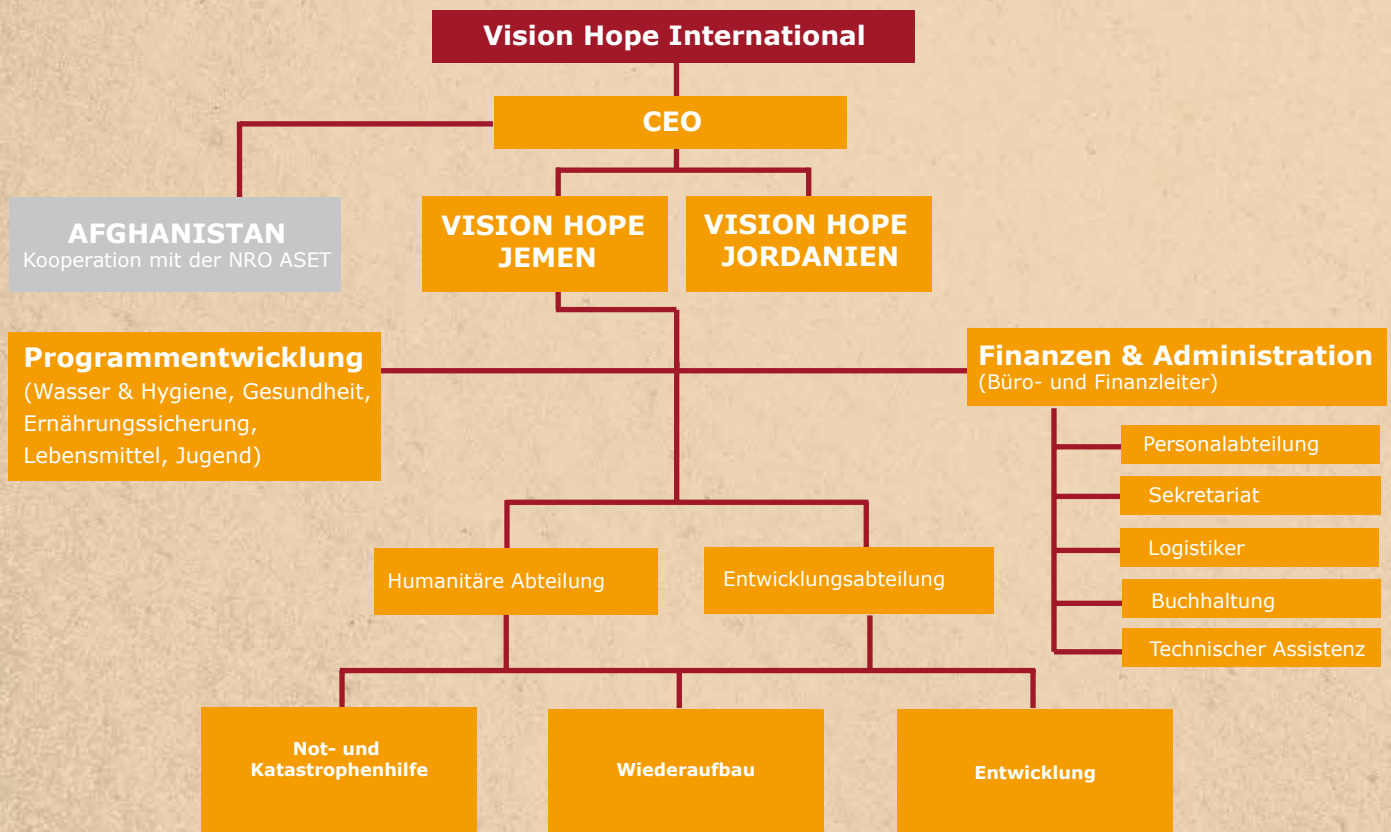 Vision Hope International
CEO
AFGHANISTAN
Kooperation mit der NRO ASET
VISION HOPE
JEMEN
VISION HOPE
JORDANIEN
Programmentwicklung
(Wasser & Hygiene, Gesundheit,
Ernährungssicherung,
Lebensmittel, Jugend)
Finanzen & Administration
(Büro- und Finanzleiter)
Personalabteilung
Sekretariat
Logistiker
Buchhaltung
Technischer Assistenz
Humanitäre Abteilung
Entwicklungsabteilung
Not- und
Katastrophenhilfe
Wiederaufbau
Entwicklung